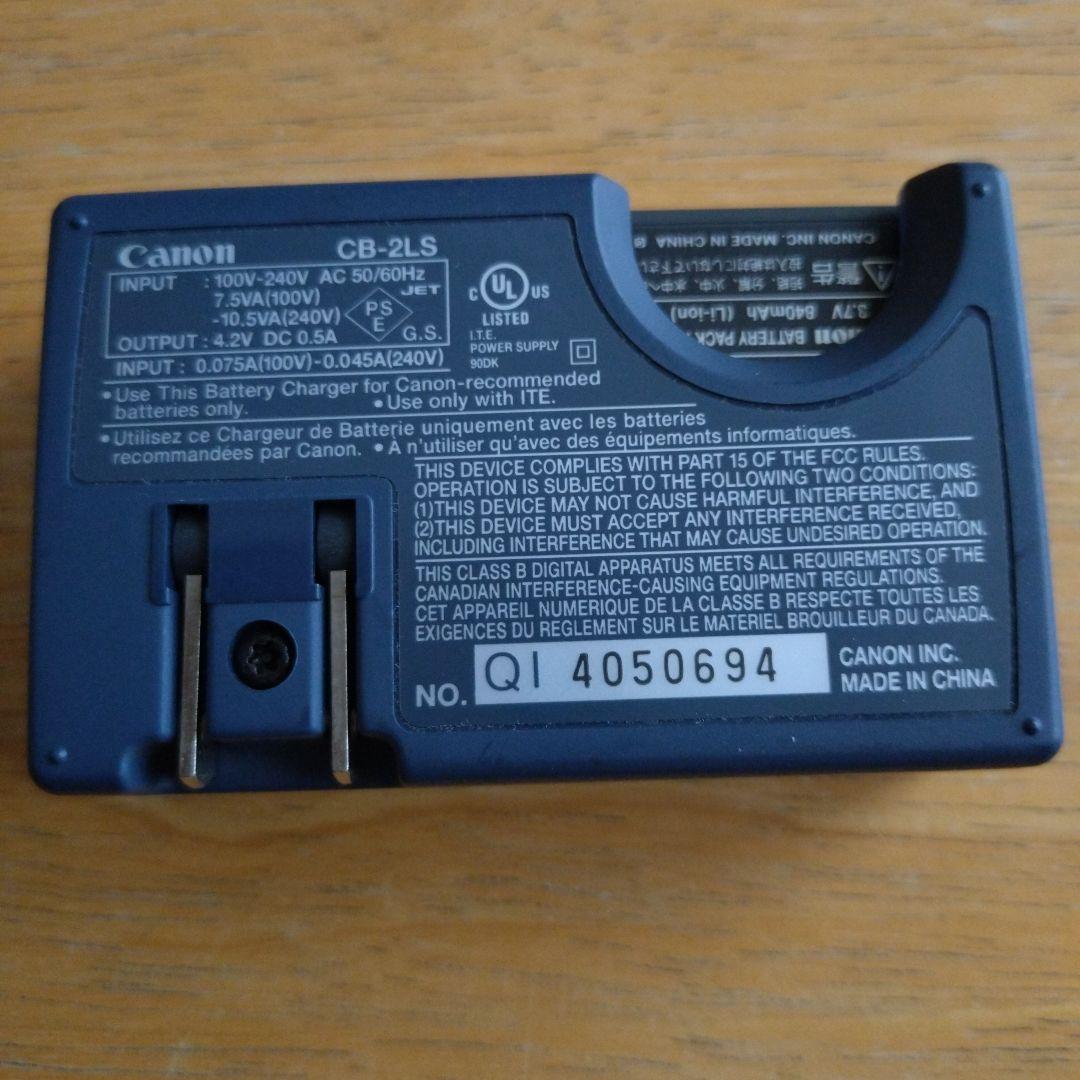 Canon CB-2LS
INPUT : 100V-240V AC 50/60Hz
7.5VA(100V)
-10.5VA(240V)
OUTPUT : 4.2V DC 0.5A
PS
E
JET
G.S.
INPUT : 0.075A(100V)-0.045A(240V)
C UL US
LISTED
I.T.E.
POWER SUPPLY
90DK
•Use This Battery Charger for Canon-recommended
batteries only. •Use only with ITE.
•Utilisez ce Chargeur de Batterie uniquement avec les batteries
recommandées par Canon. •À n'utiliser qu'avec des équipements informatiques.
THIS DEVICE COMPLIES WITH PART 15 OF THE FCC RULES.
OPERATION IS SUBJECT TO THE FOLLOWING TWO CONDITIONS:
(1)THIS DEVICE MAY NOT CAUSE HARMFUL INTERFERENCE, AND
(2)THIS DEVICE MUST ACCEPT ANY INTERFERENCE RECEIVED,
INCLUDING INTERFERENCE THAT MAY CAUSE UNDESIRED OPERATION.
THIS CLASS B DIGITAL APPARATUS MEETS ALL REQUIREMENTS OF THE
CANADIAN INTERFERENCE-CAUSING EQUIPMENT REGULATIONS.
CET APPAREIL NUMERIQUE DE LA CLASSE B RESPECTE TOUTES LES
EXIGENCES DU REGLEMENT SUR LE MATERIEL BROUILLEUR DU CANADA.
NO. QI 4050694
CANON INC.
MADE IN CHINA
BATTERY PACK
3.7V 840mAh (Li-ion)
警告
CANON INC. MADE IN CHINA